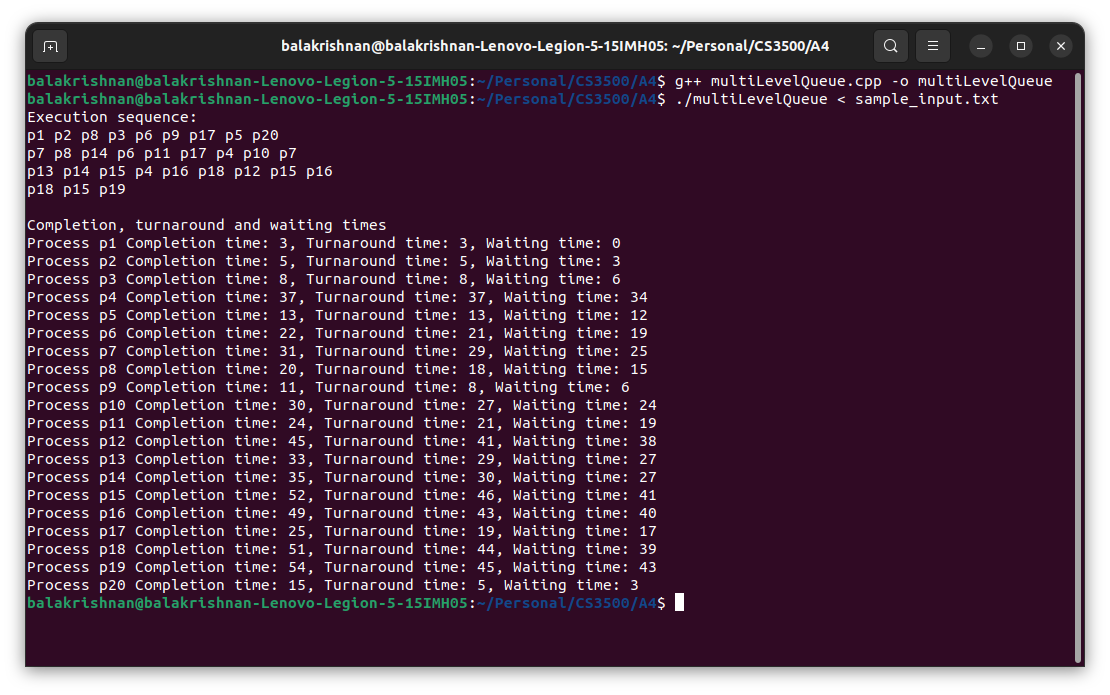 balakrishnan@balakrishnan-Lenovo-Legion-5-15IMH05: ~/Personal/CS3500/A4
balakrishnan@balakrishnan-Lenovo-Legion-5-15IMH05:~/Personal/CS3500/A4$ g++ multiLevelQueue.cpp -o multiLevelQueue
balakrishnan@balakrishnan-Lenovo-Legion-5-15IMH05:~/Personal/CS3500/A4$ ./multiLevelQueue < sample_input.txt
Execution sequence:
p1 p2 p8 p3 p6 p9 p17 p5 p20
p7 p8 p14 p6 p11 p17 p4 p10 p7
p13 p14 p15 p4 p16 p18 p12 p15 p16
p18 p15 p19
Completion, turnaround and waiting times
Process p1 Completion time: 3, Turnaround time: 3, Waiting time: 0
Process p2 Completion time: 5, Turnaround time: 5, Waiting time: 3
Process p3 Completion time: 8, Turnaround time: 8, Waiting time: 6
Process p4 Completion time: 37, Turnaround time: 37, Waiting time: 34
Process p5 Completion time: 13, Turnaround time: 13, Waiting time: 12
Process p6 Completion time: 22, Turnaround time: 21, Waiting time: 19
Process p7 Completion time: 31, Turnaround time: 29, Waiting time: 25
Process p8 Completion time: 20, Turnaround time: 18, Waiting time: 15
Process p9 Completion time: 11, Turnaround time: 8, Waiting time: 6
Process p10 Completion time: 30, Turnaround time: 27, Waiting time: 24
Process p11 Completion time: 24, Turnaround time: 21, Waiting time: 19
Process p12 Completion time: 45, Turnaround time: 41, Waiting time: 38
Process p13 Completion time: 33, Turnaround time: 29, Waiting time: 27
Process p14 Completion time: 35, Turnaround time: 30, Waiting time: 27
Process p15 Completion time: 52, Turnaround time: 46, Waiting time: 41
Process p16 Completion time: 49, Turnaround time: 43, Waiting time: 40
Process p17 Completion time: 25, Turnaround time: 19, Waiting time: 17
Process p18 Completion time: 51, Turnaround time: 44, Waiting time: 39
Process p19 Completion time: 54, Turnaround time: 45, Waiting time: 43
Process p20 Completion time: 15, Turnaround time: 5, Waiting time: 3
balakrishnan@balakrishnan-Lenovo-Legion-5-15IMH05:~/Personal/CS3500/A4$